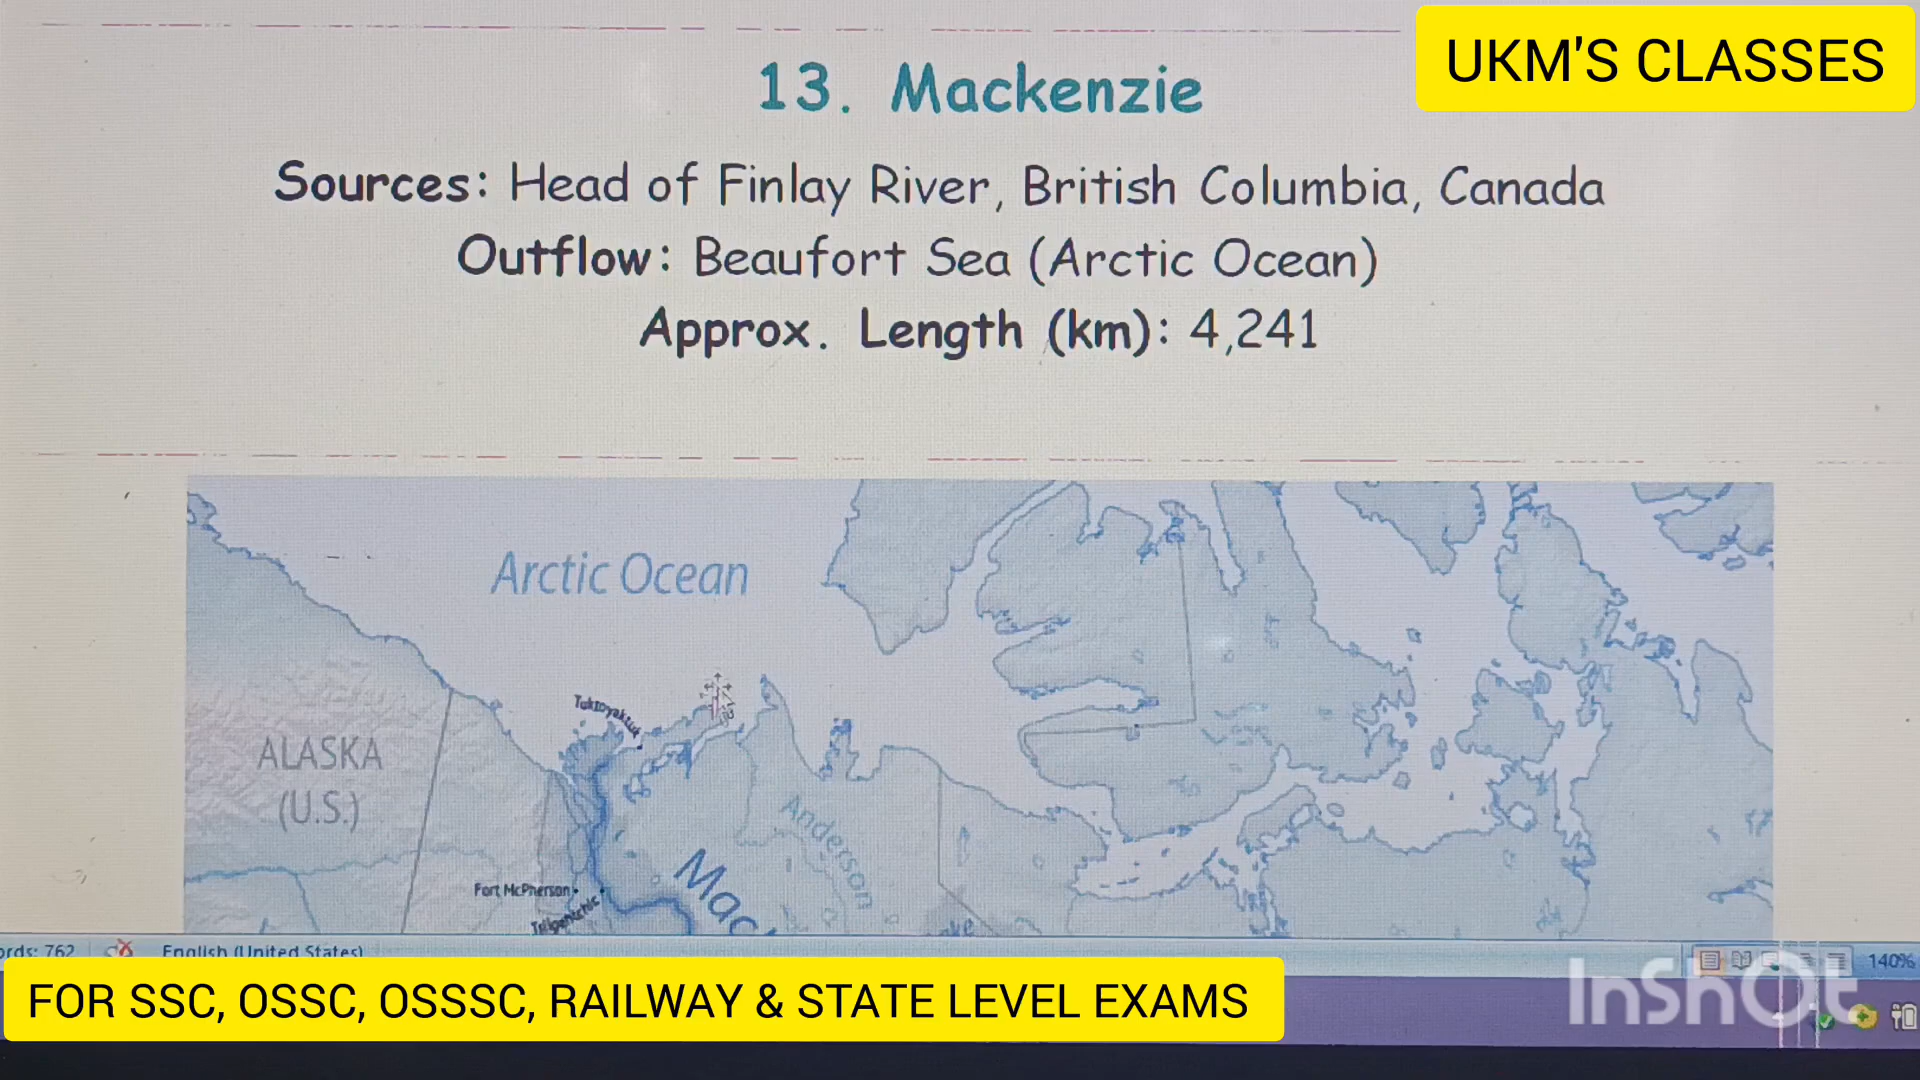 UKM'S CLASSES
13. Mackenzie
Sources: Head of Finlay River, British Columbia, Canada
Outflow: Beaufort Sea (Arctic Ocean)
Approx. Length (km): 4,241
Arctic Ocean
Tuktoyaktuk
ALASKA
(U.S.)
Anderson
Mac
Fort McPherson
English (United States)
rds: 762
140%
FOR SSC, OSSC, OSSSC, RAILWAY & STATE LEVEL EXAMS
InShOt